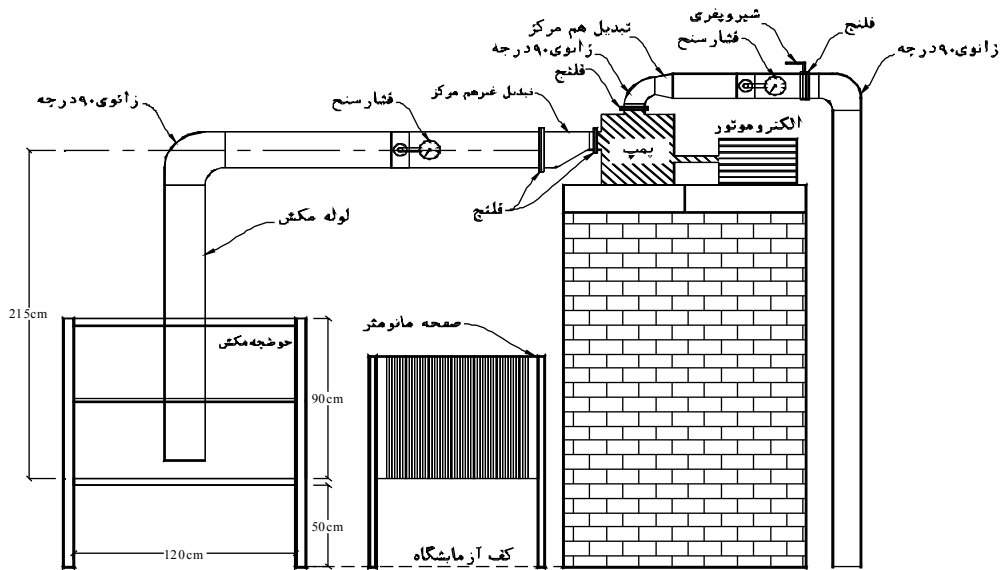 شیروپفری
فلنج
تبدیل هم مرکز
فشارسنج
زانوی۹۰درجه
زانوی۹۰درجه
فلنج
فشارسنج
تبدیل غیرهم مرکز
زانوی۹۰درجه
الکتروموتور
پمپ
فلنج
لوله مکش
215cm
صفحه مانومتر
حوضچه مکش
90cm
50cm
کف آزمایشگاه
120cm